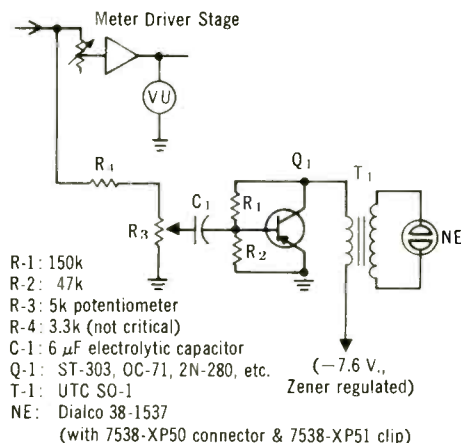 Meter Driver Stage
VU
R4
C1
R1
Q1
T1
R3
R2
NE
R-1: 150k
R-2: 47k
R-3: 5k potentiometer
R-4: 3.3k (not critical)
C-1: 6 μF electrolytic capacitor
Q-1: ST-303, OC-71, 2N-280, etc.
T-1: UTC SO-1
NE: Dialco 38-1537
(with 7538-XP50 connector & 7538-XP51 clip)
(−7.6 V.,
Zener regulated)